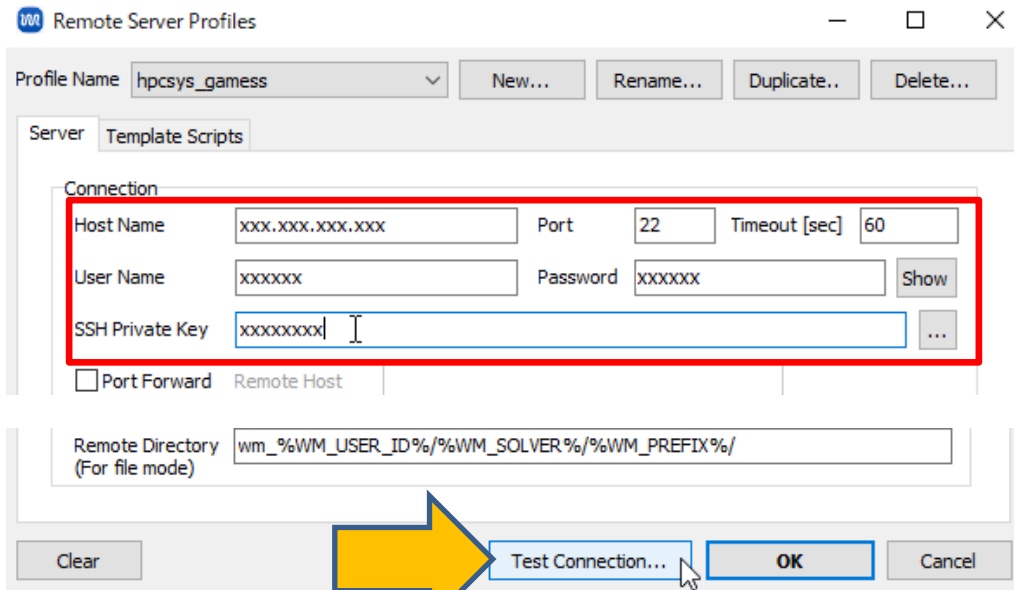 Remote Server Profiles
Profile Name hpcsys_gamess New... Rename... Duplicate.. Delete...
Server Template Scripts
Connection
Host Name xxx.xxx.xxx.xxx Port 22 Timeout [sec] 60
User Name xxxxxx Password xxxxxx Show
SSH Private Key xxxxxxxx ...
Port Forward Remote Host
Remote Directory wm_%WM_USER_ID%/%WM_SOLVER%/%WM_PREFIX%/
(For file mode)
Clear Test Connection... OK Cancel